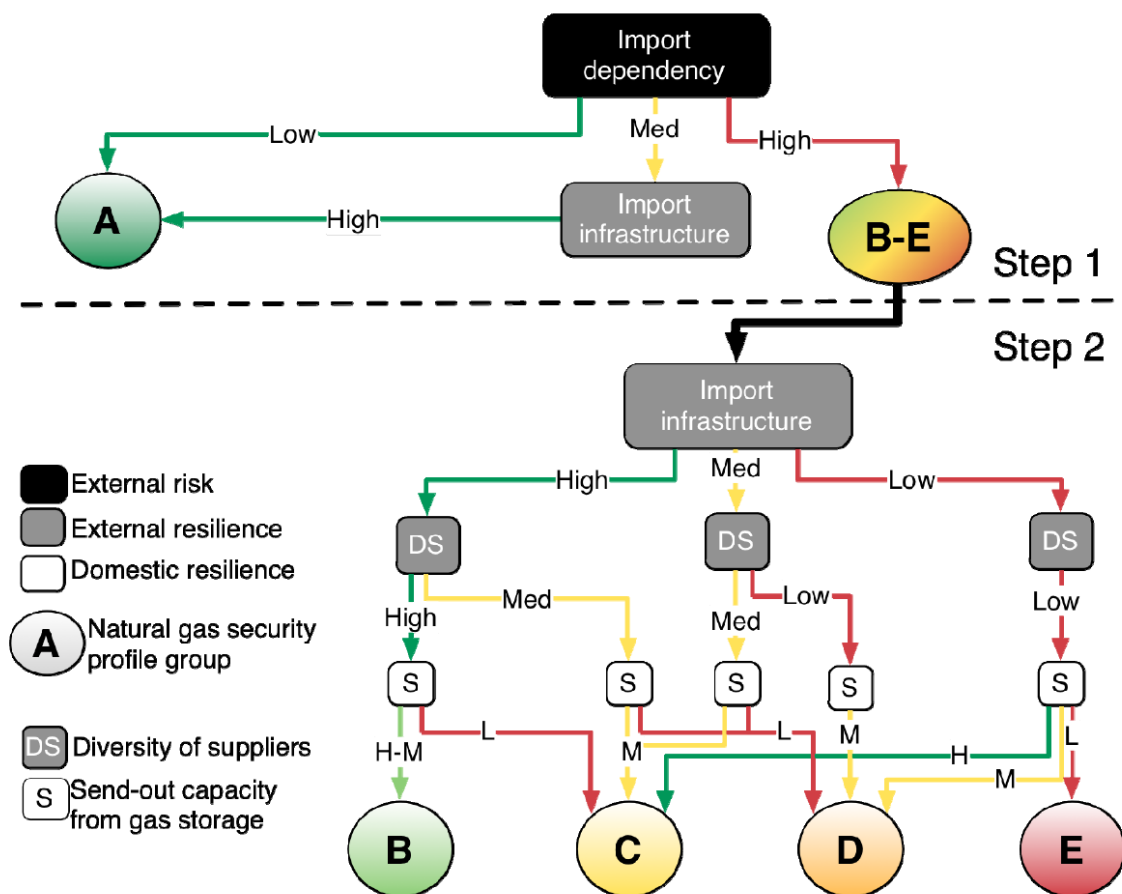 Import
dependency
Low
Med
High
A
High
Import
infrastructure
B-E
Step 1
Step 2
Import
infrastructure
High
Med
Low
External risk
External resilience
Domestic resilience
A
Natural gas security
profile group
DS
Diversity of suppliers
S
Send-out capacity
from gas storage
DS
DS
DS
High
Med
Med
Low
Low
S
S
S
S
S
H-M
L
M
L
M
H
M
L
B
C
D
E